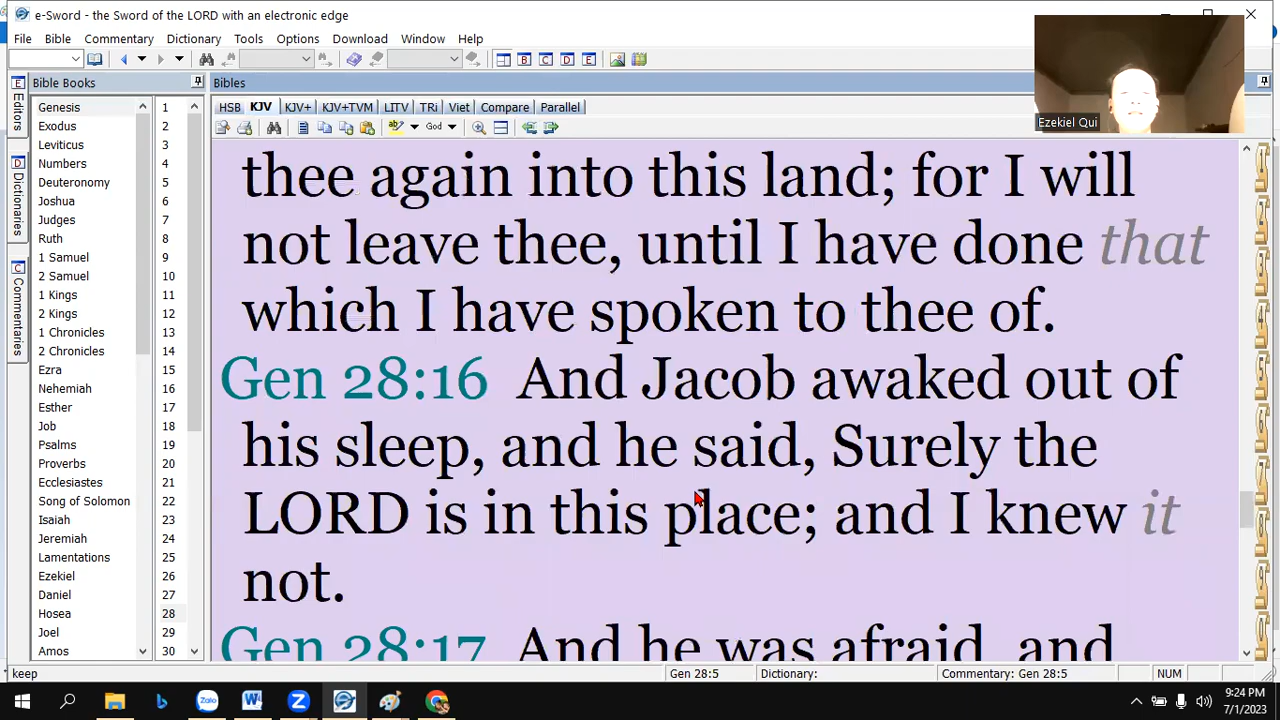 e-Sword - the Sword of the LORD with an electronic edge
File Bible Commentary Dictionary Tools Options Download Window Help
B C D E
Bible Books
Bibles
Editors
Dictionaries
Commentaries
HSB KJV KJV+ KJV+TVM LITV TRi Viet Compare Parallel
God
Ezekiel Qui
Genesis 1
Exodus 2
Leviticus 3
Numbers 4
Deuteronomy 5
Joshua 6
Judges 7
Ruth 8
1 Samuel 9
2 Samuel 10
1 Kings 11
2 Kings 12
1 Chronicles 13
2 Chronicles 14
Ezra 15
Nehemiah 16
Esther 17
Job 18
Psalms 19
Proverbs 20
Ecclesiastes 21
Song of Solomon 22
Isaiah 23
Jeremiah 24
Lamentations 25
Ezekiel 26
Daniel 27
Hosea 28
Joel 29
Amos 30
thee again into this land; for I will
not leave thee, until I have done that
which I have spoken to thee of.
Gen 28:16 And Jacob awaked out of
his sleep, and he said, Surely the
LORD is in this place; and I knew it
not.
Gen 28:17 And he was afraid, and
keep
Gen 28:5
Dictionary:
Commentary: Gen 28:5
NUM
9:24 PM
7/1/2023